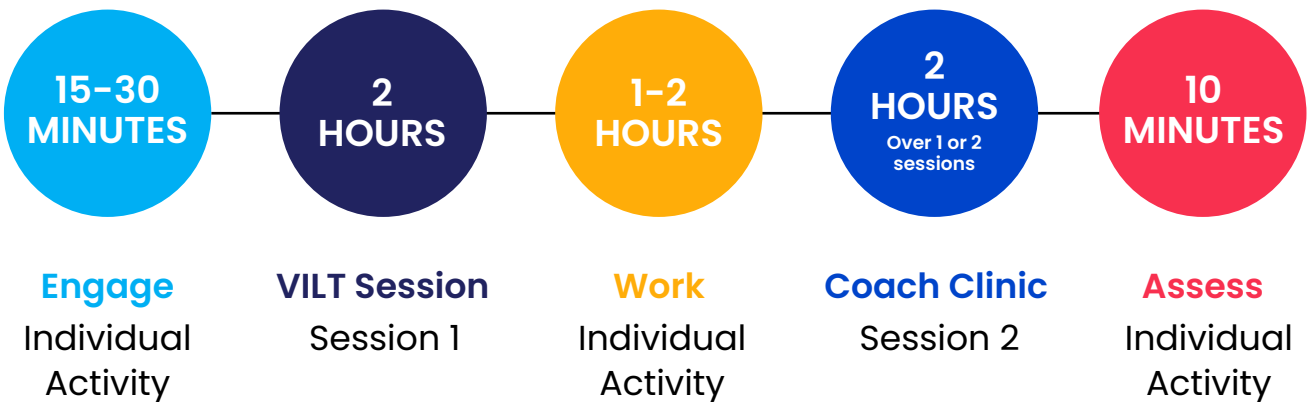 15-30
MINUTES
2
HOURS
1-2
HOURS
2
HOURS
Over 1 or 2
sessions
10
MINUTES
Engage
Individual
Activity
VILT Session
Session 1
Work
Individual
Activity
Coach Clinic
Session 2
Assess
Individual
Activity